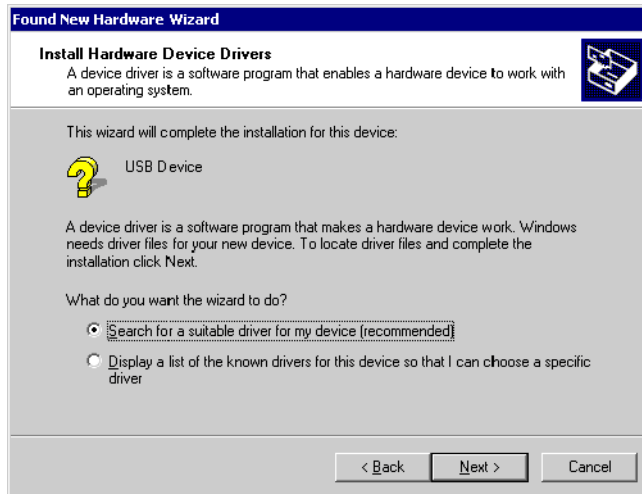 Found New Hardware Wizard
Install Hardware Device Drivers
A device driver is a software program that enables a hardware device to work with
an operating system.
This wizard will complete the installation for this device:
USB Device
A device driver is a software program that makes a hardware device work. Windows
needs driver files for your new device. To locate driver files and complete the
installation click Next.
What do you want the wizard to do?
Search for a suitable driver for my device (recommended)
Display a list of the known drivers for this device so that I can choose a specific
driver
< Back
Next >
Cancel